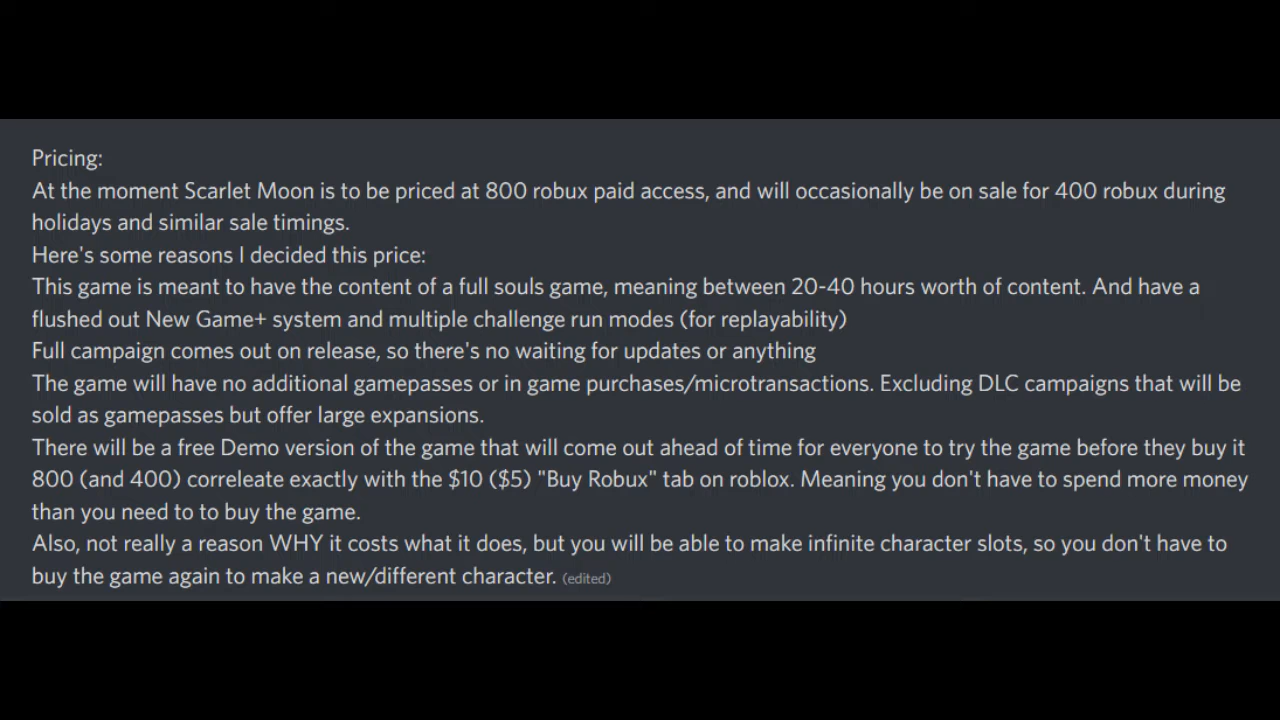 Pricing:
At the moment Scarlet Moon is to be priced at 800 robux paid access, and will occasionally be on sale for 400 robux during
holidays and similar sale timings.
Here's some reasons I decided this price:
This game is meant to have the content of a full souls game, meaning between 20-40 hours worth of content. And have a
flushed out New Game+ system and multiple challenge run modes (for replayability)
Full campaign comes out on release, so there's no waiting for updates or anything
The game will have no additional gamepasses or in game purchases/microtransactions. Excluding DLC campaigns that will be
sold as gamepasses but offer large expansions.
There will be a free Demo version of the game that will come out ahead of time for everyone to try the game before they buy it
800 (and 400) correleate exactly with the $10 ($5) "Buy Robux" tab on roblox. Meaning you don't have to spend more money
than you need to to buy the game.
Also, not really a reason WHY it costs what it does, but you will be able to make infinite character slots, so you don't have to
buy the game again to make a new/different character. (edited)